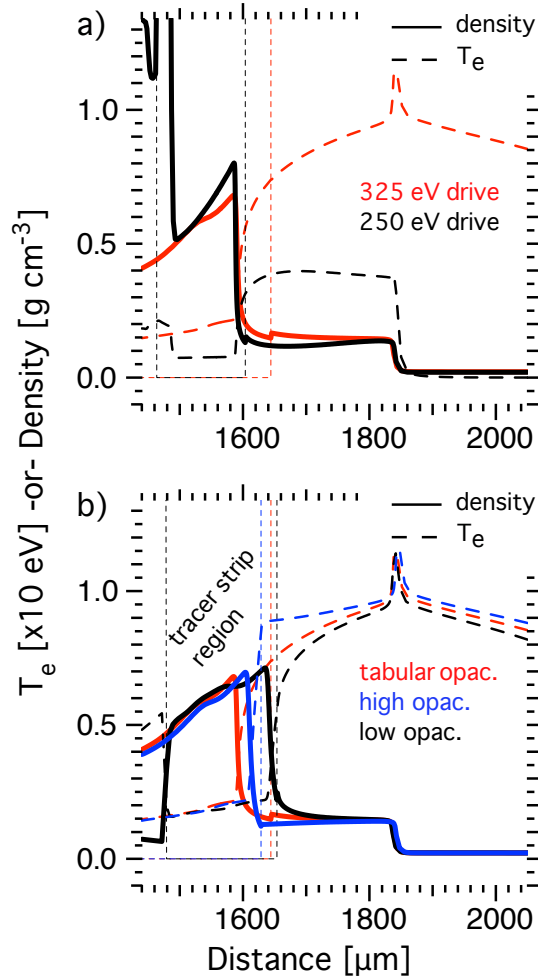 a)
density
Tₑ
1.0
325 eV drive
250 eV drive
0.5
0.0
1600
1800
2000
Tₑ [x10 eV] -or- Density [g cm⁻³]
b)
density
Tₑ
tracer strip
region
1.0
tabular opac.
high opac.
low opac.
0.5
0.0
1600
1800
2000
Distance [µm]